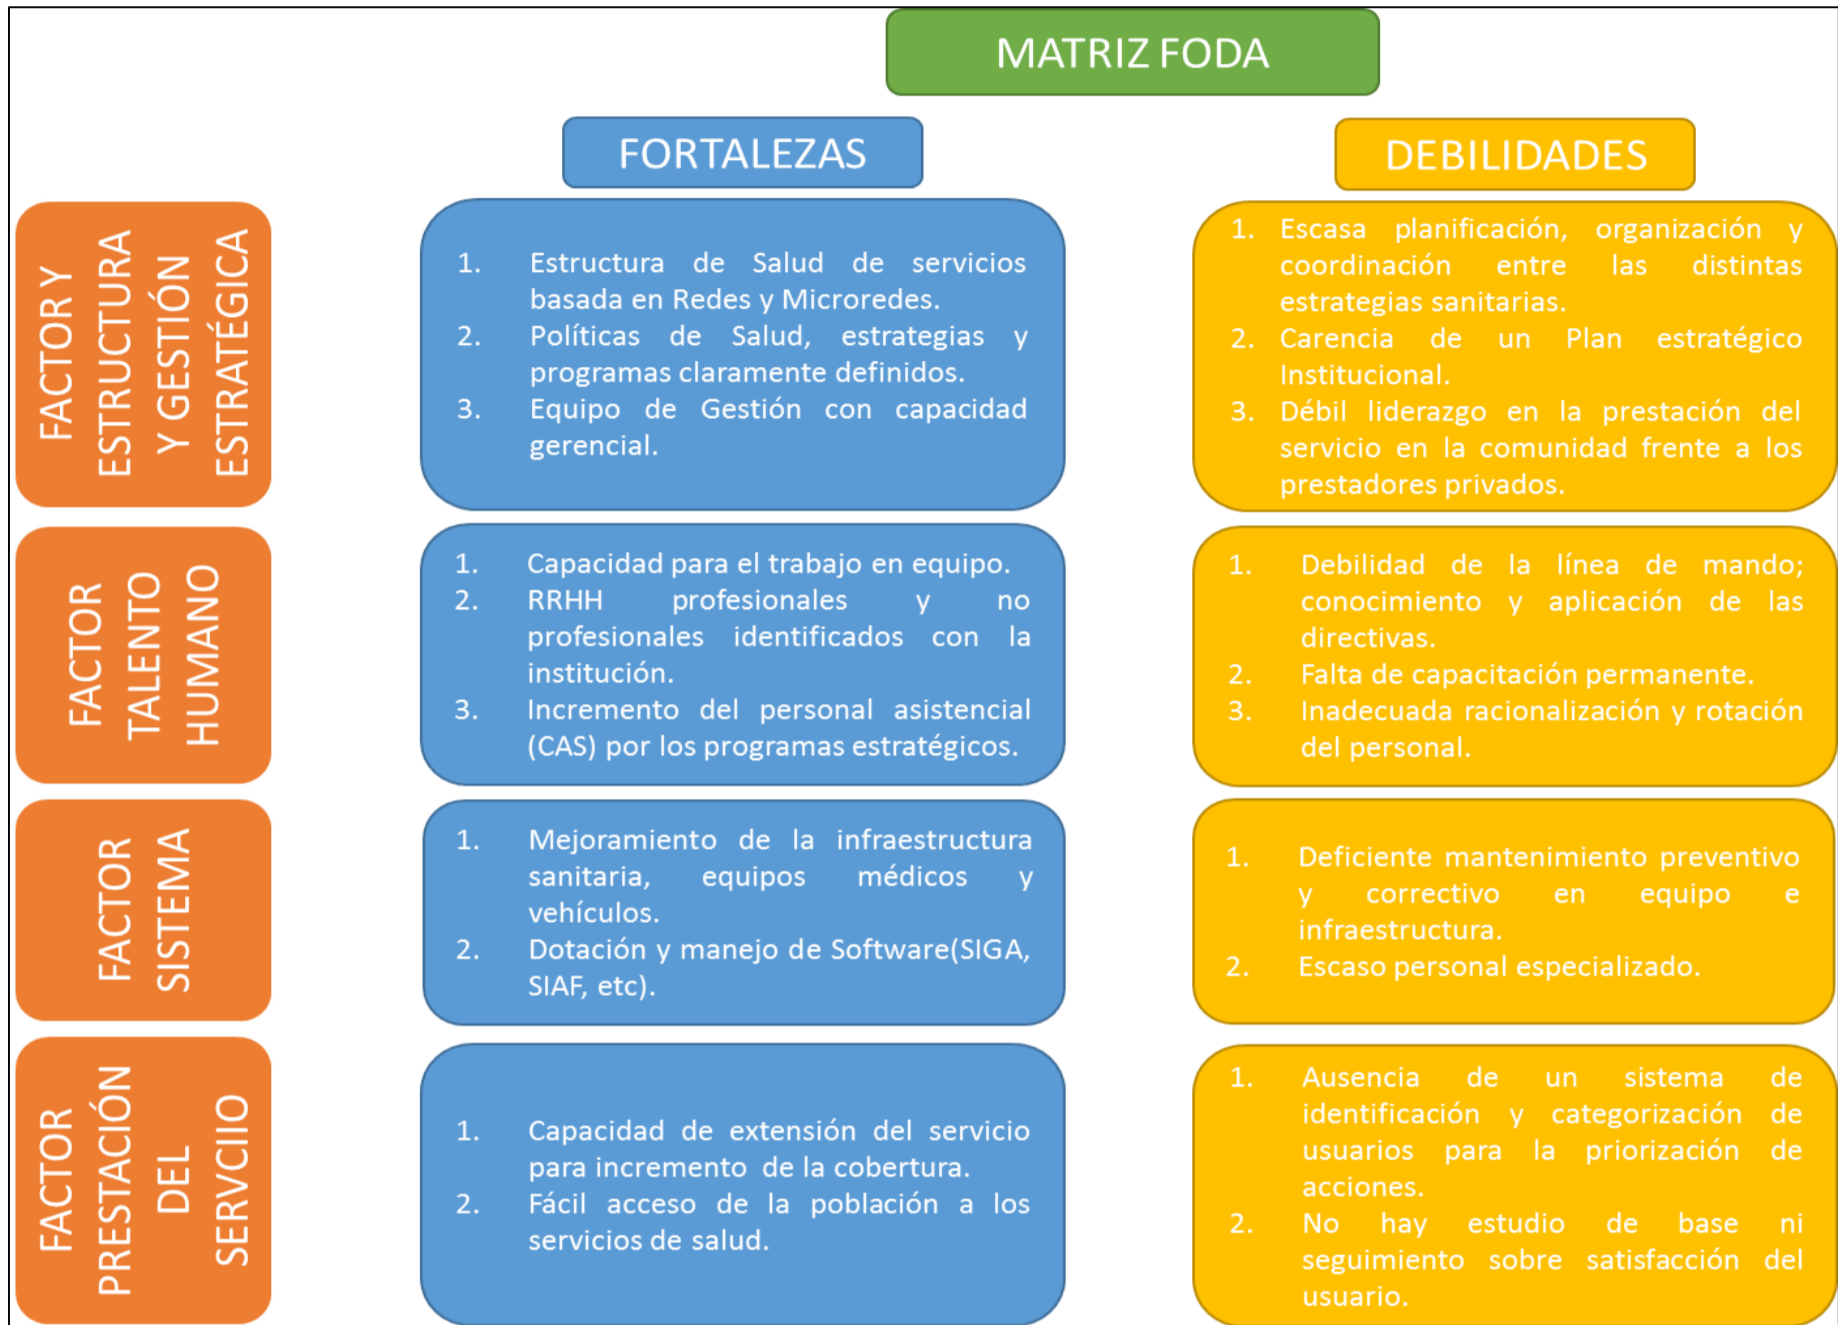 MATRIZ FODA
FORTALEZAS
DEBILIDADES
FACTOR Y
ESTRUCTURA
Y GESTIÓN
ESTRATÉGICA
1. Estructura de Salud de servicios
basada en Redes y Microredes.
2. Políticas de Salud, estrategias y
programas claramente definidos.
3. Equipo de Gestión con capacidad
gerencial.
1. Escasa planificación, organización y
coordinación entre las distintas
estrategias sanitarias.
2. Carencia de un Plan estratégico
Institucional.
3. Débil liderazgo en la prestación del
servicio en la comunidad frente a los
prestadores privados.
FACTOR
TALENTO
HUMANO
1. Capacidad para el trabajo en equipo.
2. RRHH profesionales y no
profesionales identificados con la
institución.
3. Incremento del personal asistencial
(CAS) por los programas estratégicos.
1. Debilidad de la línea de mando;
conocimiento y aplicación de las
directivas.
2. Falta de capacitación permanente.
3. Inadecuada racionalización y rotación
del personal.
FACTOR
SISTEMA
1. Mejoramiento de la infraestructura
sanitaria, equipos médicos y
vehículos.
2. Dotación y manejo de Software(SIGA,
SIAF, etc).
1. Deficiente mantenimiento preventivo
y correctivo en equipo e
infraestructura.
2. Escaso personal especializado.
FACTOR
PRESTACIÓN
DEL
SERVCIIO
1. Capacidad de extensión del servicio
para incremento de la cobertura.
2. Fácil acceso de la población a los
servicios de salud.
1. Ausencia de un sistema de
identificación y categorización de
usuarios para la priorización de
acciones.
2. No hay estudio de base ni
seguimiento sobre satisfacción del
usuario.